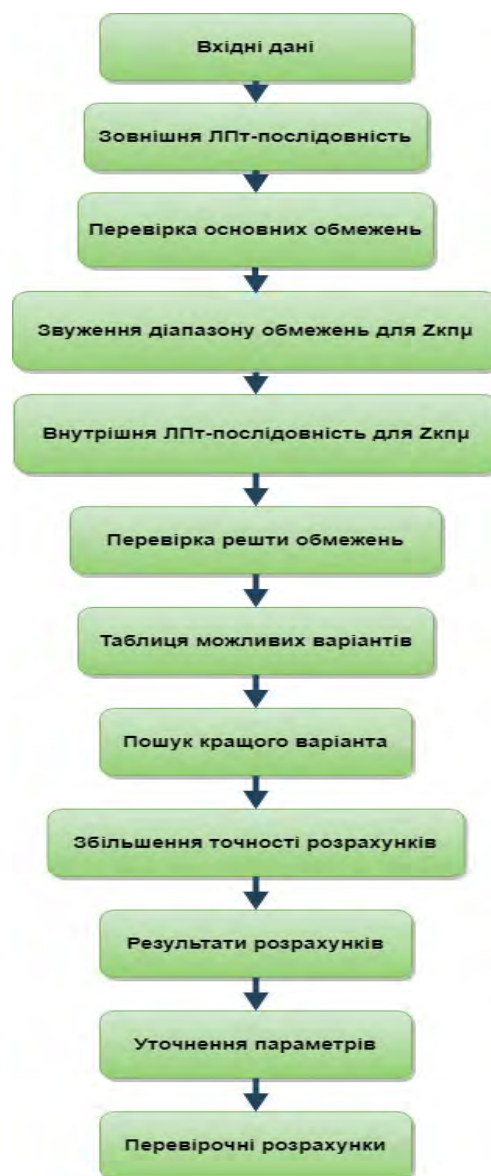 Вхідні дані
Зовнішня ЛПт-послідовність
Перевірка основних обмежень
Звуження діапазону обмежень для Zкпμ
Внутрішня ЛПт-послідовність для Zкпμ
Перевірка решти обмежень
Таблиця можливих варіантів
Пошук кращого варіанта
Збільшення точності розрахунків
Результати розрахунків
Уточнення параметрів
Перевірочні розрахунки